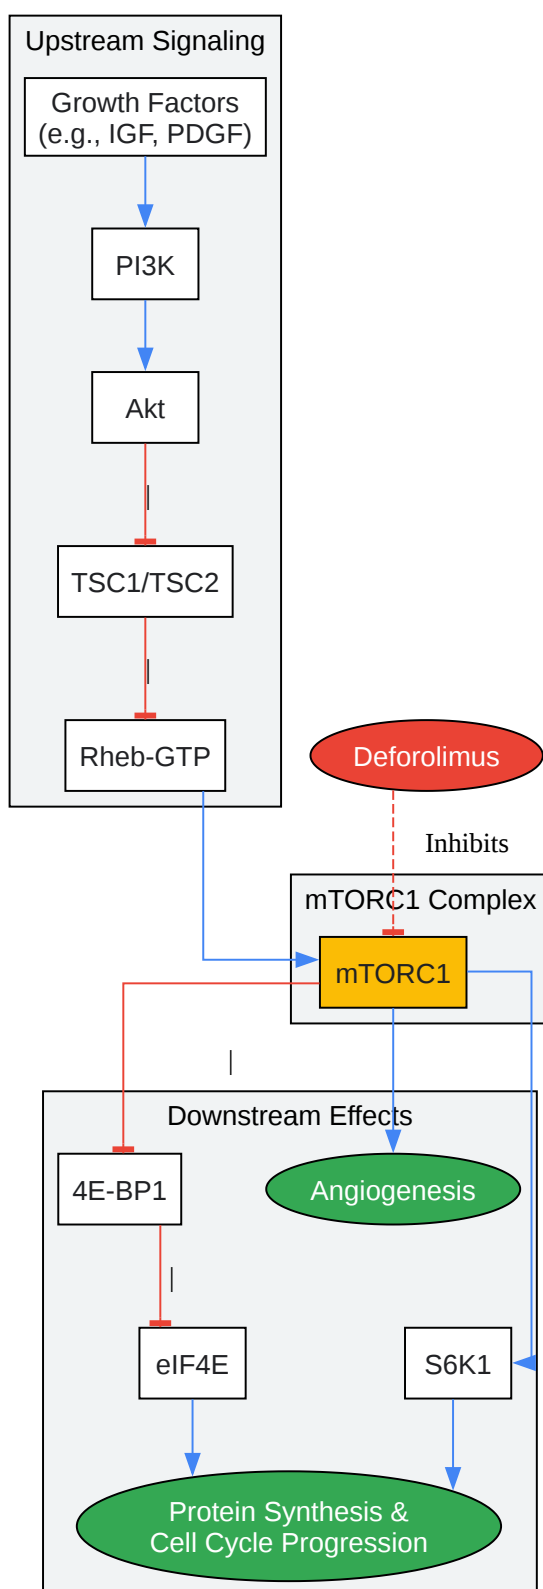 Upstream Signaling
Growth Factors
(e.g., IGF, PDGF)
PI3K
Akt
|
TSC1/TSC2
|
Rheb-GTP
Deforolimus
Inhibits
mTORC1 Complex
mTORC1
|
Downstream Effects
4E-BP1
Angiogenesis
|
eIF4E
S6K1
Protein Synthesis &
Cell Cycle Progression